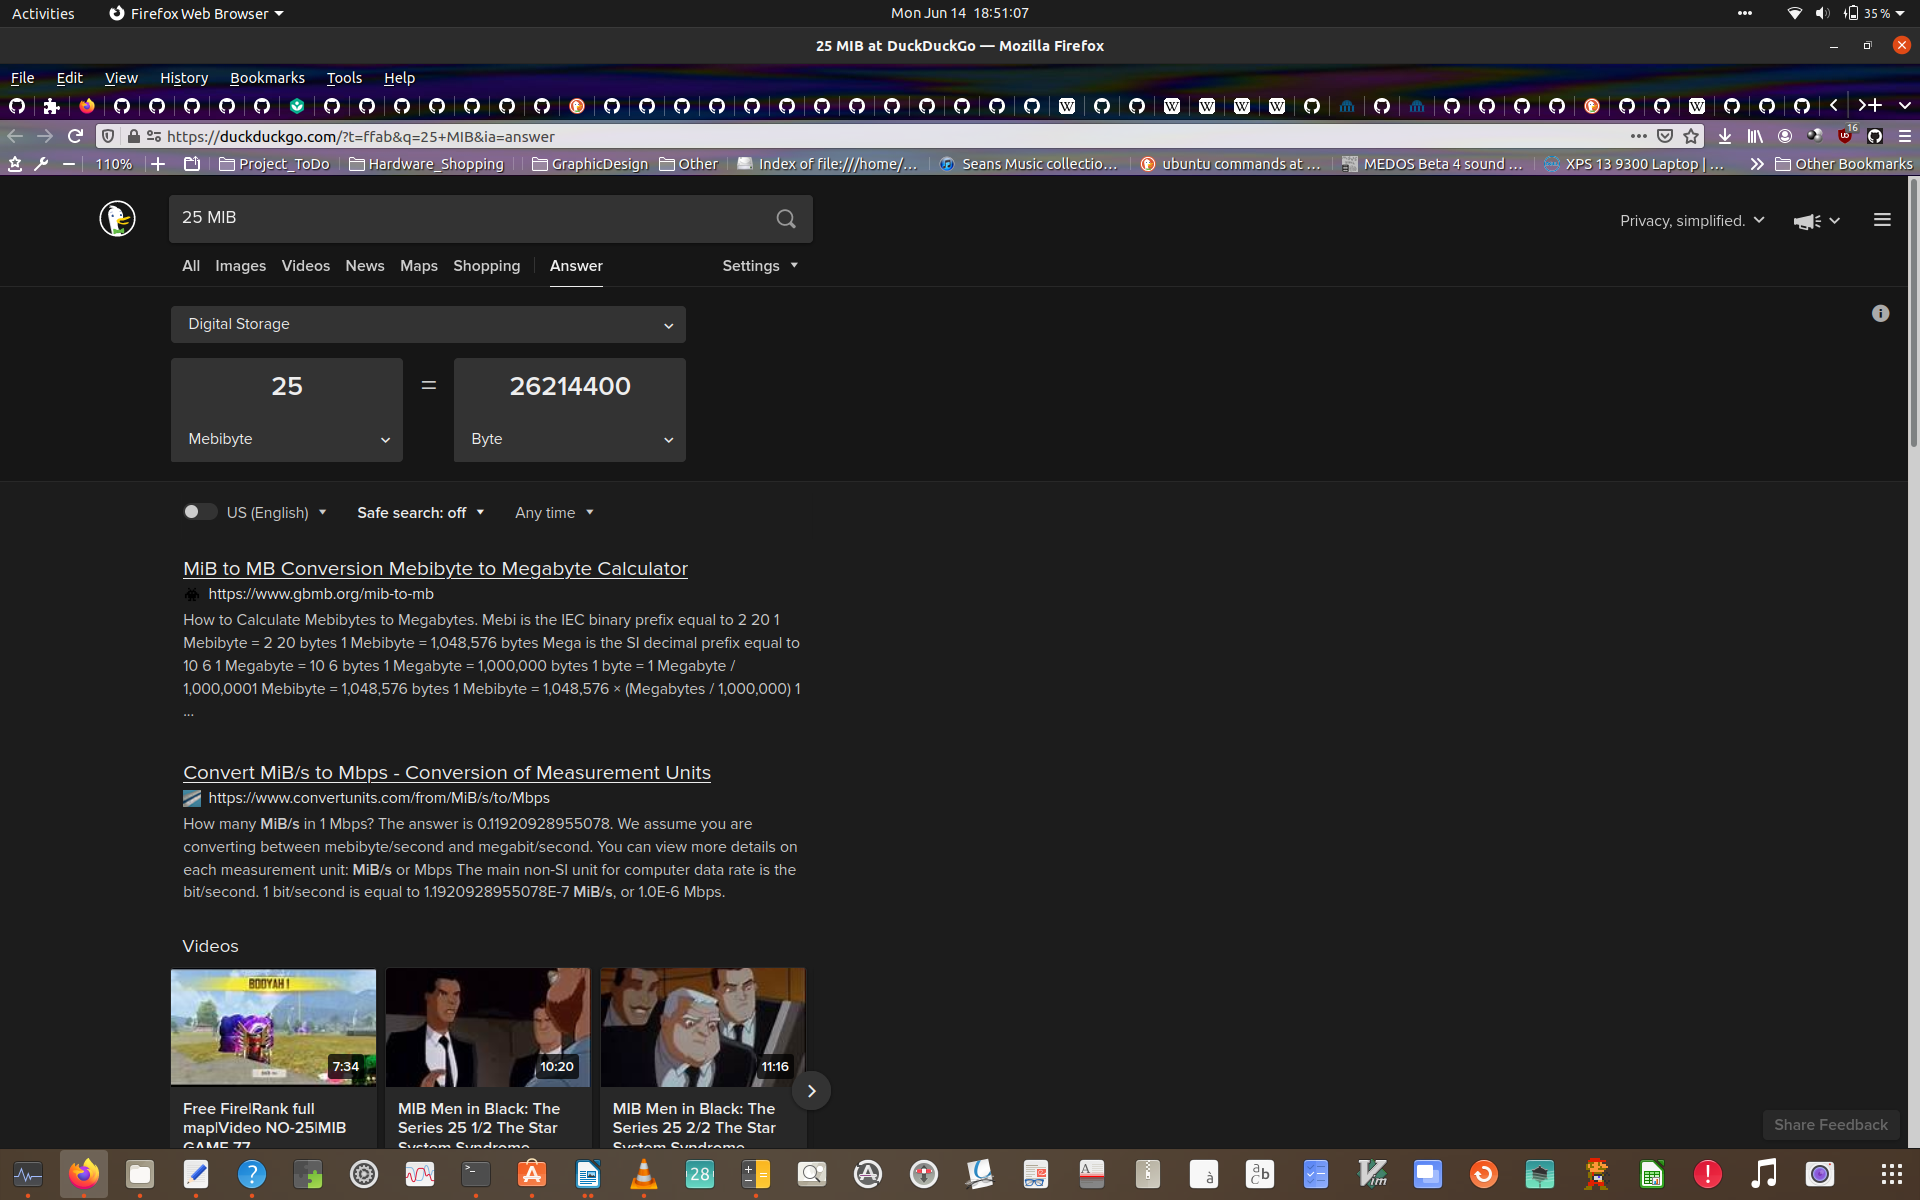 Activities
Firefox Web Browser
Mon Jun 14 18:51:07
35 %
25 MIB at DuckDuckGo — Mozilla Firefox
File Edit View History Bookmarks Tools Help
https://duckduckgo.com/?t=ffab&q=25+MIB&ia=answer
16
110%
Project_ToDo
Hardware_Shopping
GraphicDesign
Other
Index of file:///home/...
Seans Music collectio...
ubuntu commands at ...
MEDOS Beta 4 sound ...
XPS 13 9300 Laptop | ...
Other Bookmarks
25 MIB
Privacy, simplified.
All Images Videos News Maps Shopping Answer Settings
Digital Storage
25 = 26214400
Mebibyte Byte
US (English) Safe search: off Any time
MiB to MB Conversion Mebibyte to Megabyte Calculator
https://www.gbmb.org/mib-to-mb
How to Calculate Mebibytes to Megabytes. Mebi is the IEC binary prefix equal to 2 20 1
Mebibyte = 2 20 bytes 1 Mebibyte = 1,048,576 bytes Mega is the SI decimal prefix equal to
10 6 1 Megabyte = 10 6 bytes 1 Megabyte = 1,000,000 bytes 1 byte = 1 Megabyte /
1,000,0001 Mebibyte = 1,048,576 bytes 1 Mebibyte = 1,048,576 × (Megabytes / 1,000,000) 1
...
Convert MiB/s to Mbps - Conversion of Measurement Units
https://www.convertunits.com/from/MiB/s/to/Mbps
How many MiB/s in 1 Mbps? The answer is 0.11920928955078. We assume you are
converting between mebibyte/second and megabit/second. You can view more details on
each measurement unit: MiB/s or Mbps The main non-SI unit for computer data rate is the
bit/second. 1 bit/second is equal to 1.1920928955078E-7 MiB/s, or 1.0E-6 Mbps.
Videos
BOOYAH !
7:34
10:20
11:16
Free Fire|Rank full
map|Video NO-25|MIB
GAME 77
MIB Men in Black: The
Series 25 1/2 The Star
System Syndrome
MIB Men in Black: The
Series 25 2/2 The Star
System Syndrome
Share Feedback
28
Vim